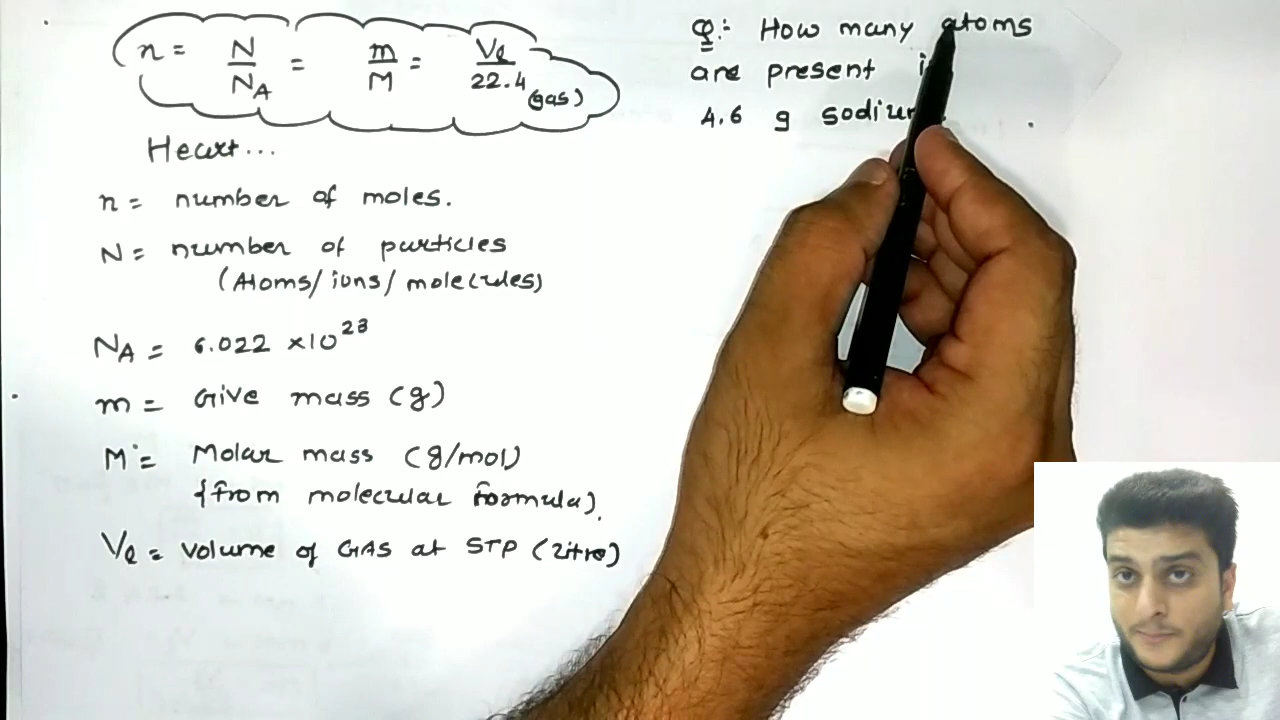 n = N/N_A = m/M = Vℓ/22.4 (gas)
Heart...
n = number of moles.
N = number of particles
(Atoms/ions/molecules)
N_A = 6.022 ×10^23
m = Give mass (g)
M = Molar mass (g/mol)
{from molecular formula}.
Vℓ = volume of GAS at STP (litre)
Q:- How many atoms
are present
4.6 g